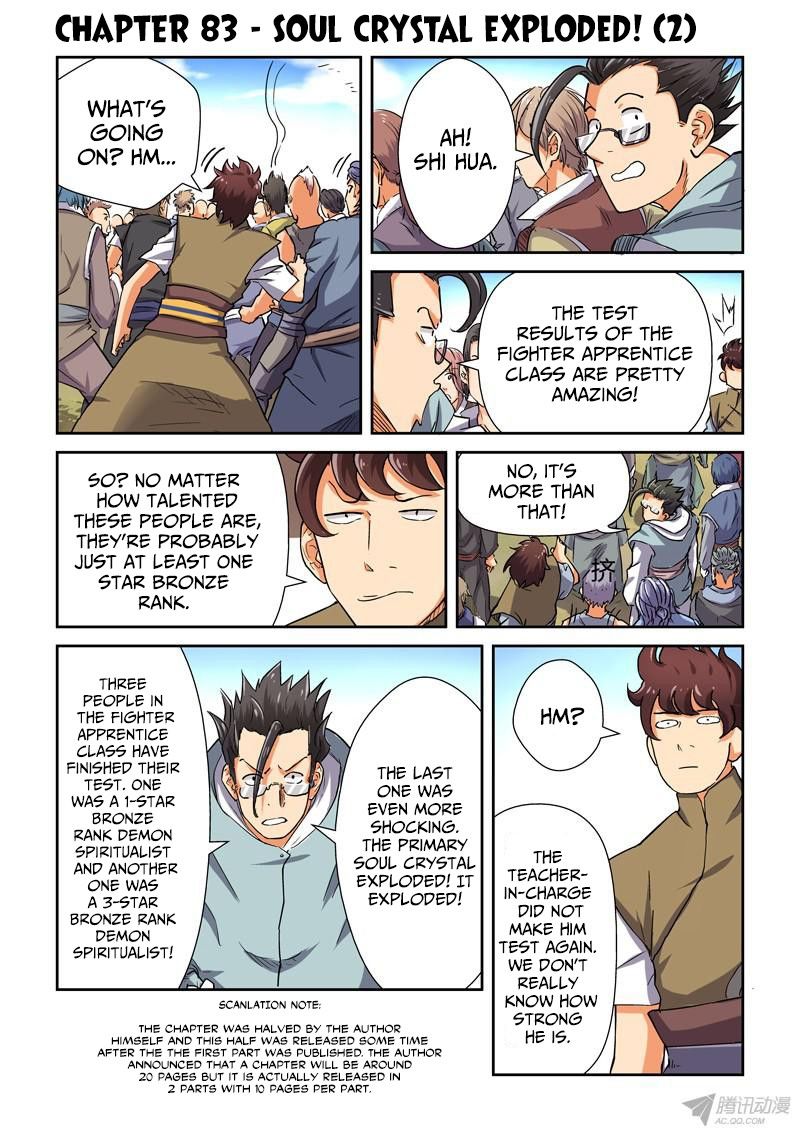 CHAPTER 83 - SOUL CRYSTAL EXPLODED! (2)
WHAT'S
GOING
ON? HM...
AH!
SHI HUA.
THE TEST
RESULTS OF THE
FIGHTER APPRENTICE
CLASS ARE PRETTY
AMAZING!
SO? NO MATTER
HOW TALENTED
THESE PEOPLE ARE,
THEY'RE PROBABLY
JUST AT LEAST ONE
STAR BRONZE
RANK.
NO, IT'S
MORE THAN
THAT!
挤
THREE
PEOPLE IN
THE FIGHTER
APPRENTICE
CLASS HAVE
FINISHED THEIR
TEST. ONE
WAS A 1-STAR
BRONZE
RANK DEMON
SPIRITUALIST
AND ANOTHER
ONE WAS
A 3-STAR
BRONZE RANK
DEMON
SPIRITUALIST!
THE LAST
ONE WAS
EVEN MORE
SHOCKING.
THE PRIMARY
SOUL CRYSTAL
EXPLODED! IT
EXPLODED!
HM?
THE
TEACHER-
IN-CHARGE
DID NOT
MAKE HIM
TEST AGAIN.
WE DON'T
REALLY
KNOW HOW
STRONG
HE IS.
SCANLATION NOTE:
THE CHAPTER WAS HALVED BY THE AUTHOR
HIMSELF AND THIS HALF WAS RELEASED SOME TIME
AFTER THE THE FIRST PART WAS PUBLISHED. THE AUTHOR
ANNOUNCED THAT A CHAPTER WILL BE AROUND
20 PAGES BUT IT IS ACTUALLY RELEASED IN
2 PARTS WITH 10 PAGES PER PART.
腾讯动漫
AC.QQ.COM